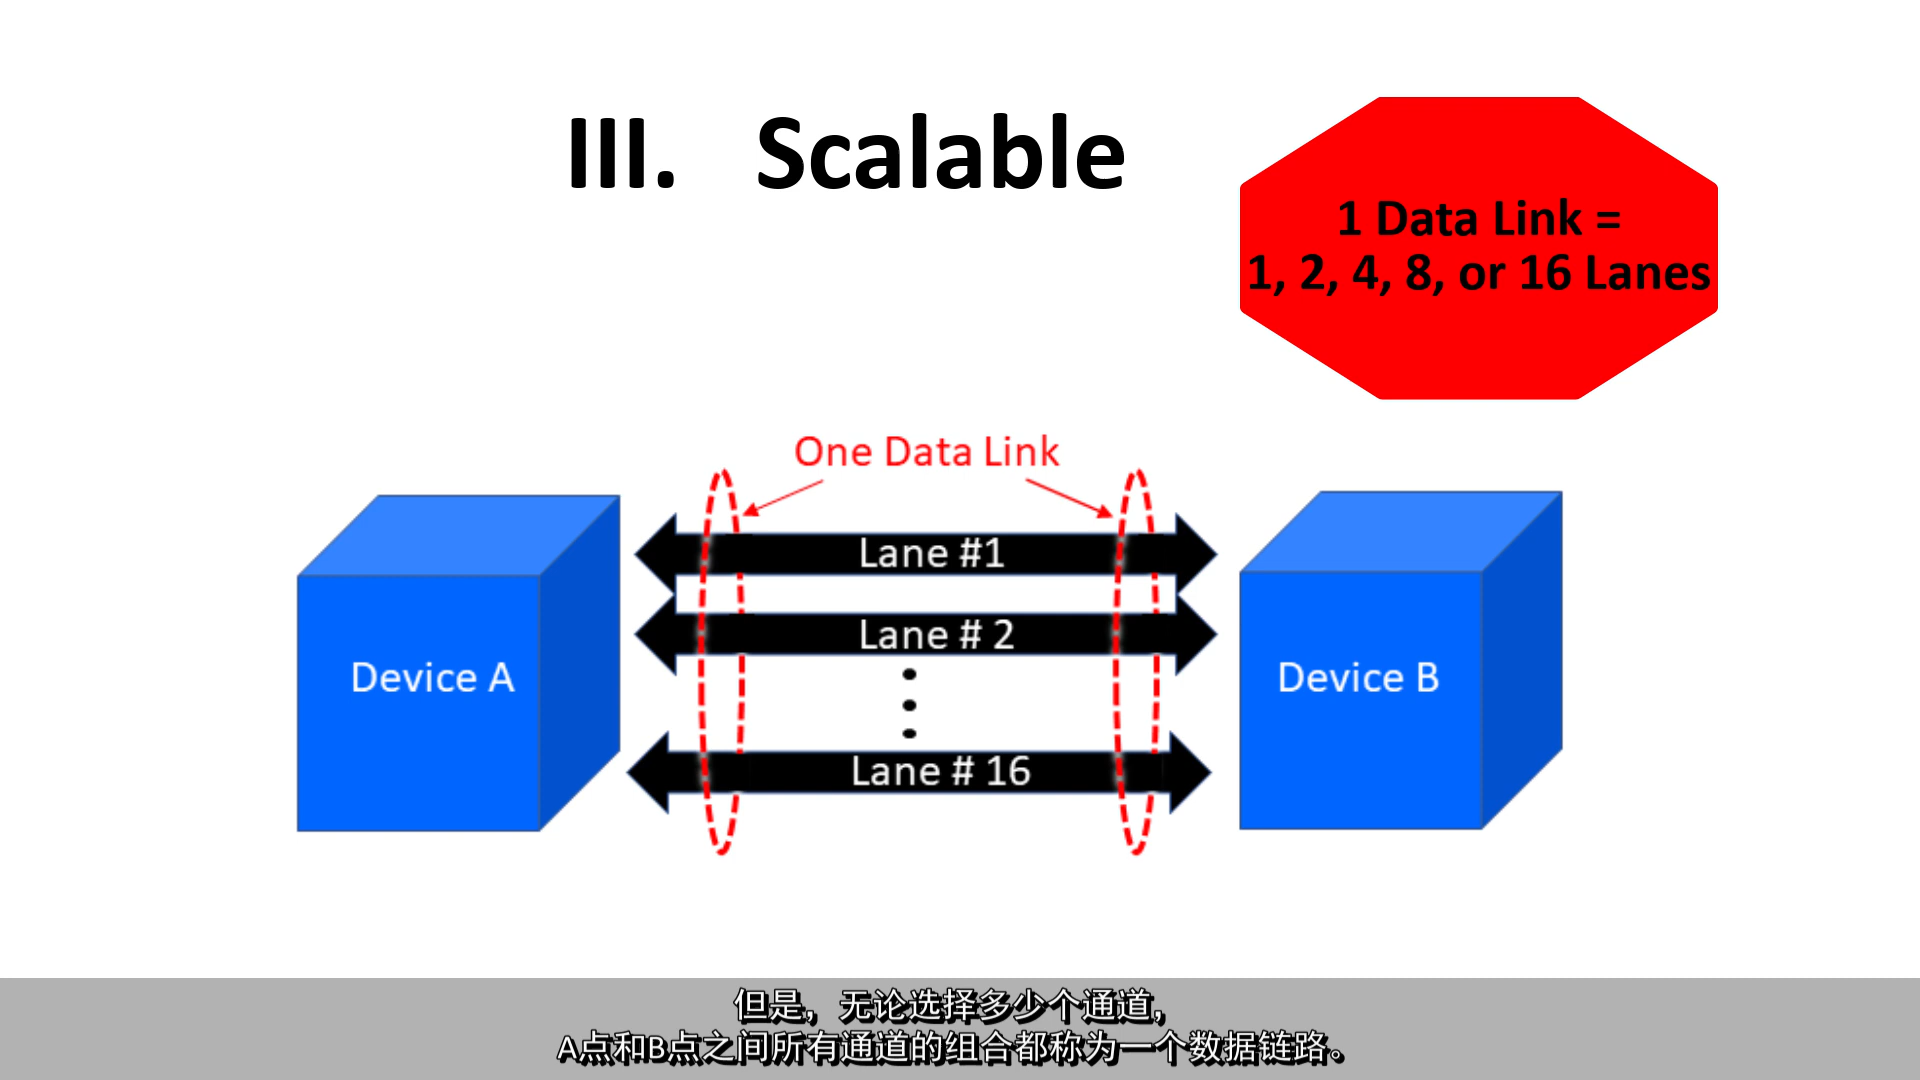 III. Scalable
1 Data Link =
1, 2, 4, 8, or 16 Lanes
One Data Link
Lane #1
Lane # 2
Device A
Device B
Lane # 16
但是，无论选择多少个通道，
A点和B点之间所有通道的组合都称为一个数据链路。